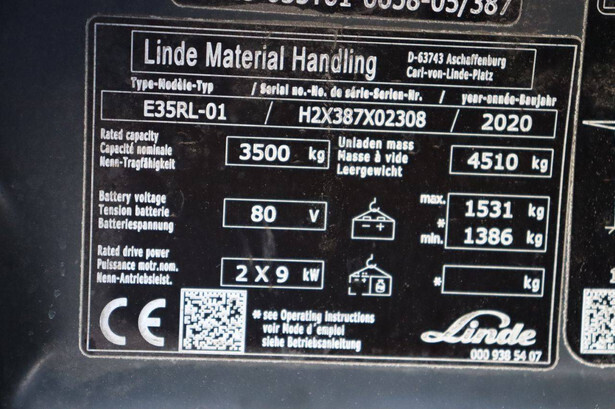 Linde Material Handling
D-63743 Aschaffenburg
Carl-von-Linde-Platz
Type-Modèle-Typ / Serial no.-No. de série-Serien-Nr. / year-année-Baujahr
E35RL-01 / H2X387X02308 / 2020
Rated capacity
Capacité nominale
Nenn-Tragfähigkeit
3500 kg
Unladen mass
Masse à vide
Leergewicht
4510 kg
Battery voltage
Tension batterie
Batteriespannung
80 V
- +
max. 1531 kg
*
min. 1386 kg
Rated drive power
Puissance motr.nom.
Nenn-Antriebsleist.
2 X 9 kW
* kg
CE
* see Operating Instructions
voir Mode d'emploi
siehe Betriebsanleitung
Linde
000 938 54 07